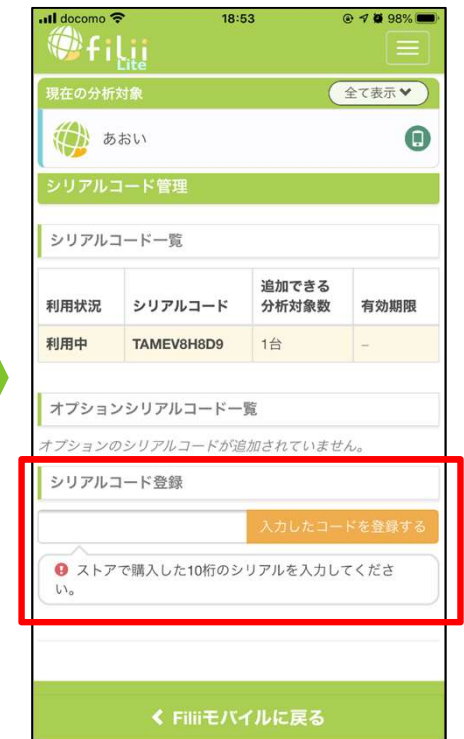 docomo 18:53 98%
filii
Lite
現在の分析対象 全て表示
あおい
シリアルコード管理
シリアルコード一覧
利用状況 シリアルコード 追加できる分析対象数 有効期限
利用中 TAMEV8H8D9 1台 –
オプションシリアルコード一覧
オプションのシリアルコードが追加されていません。
シリアルコード登録
入力したコードを登録する
ストアで購入した10桁のシリアルを入力してくださ
い。
Filiiモバイルに戻る